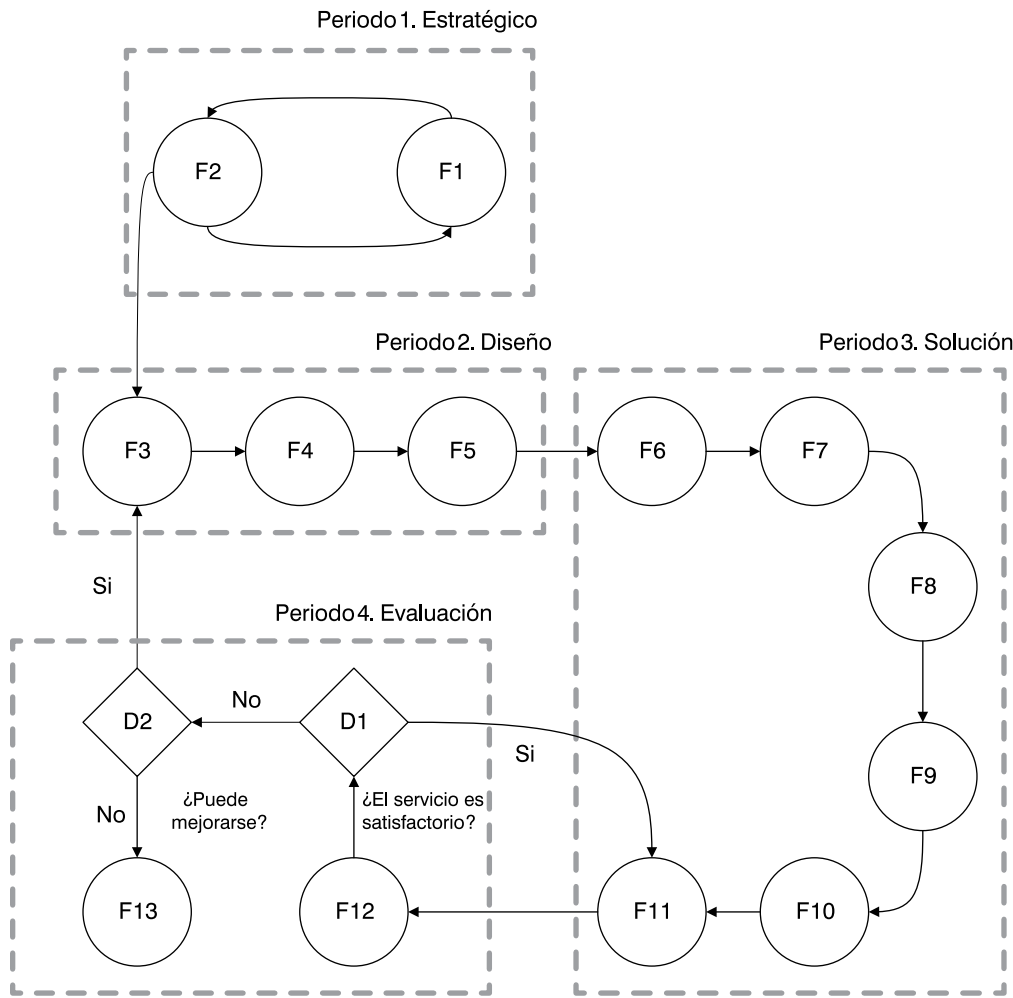 Periodo 1. Estratégico
F2
F1
Periodo 2. Diseño
Periodo 3. Solución
F3
F4
F5
F6
F7
F8
Si
Periodo 4. Evaluación
D2
No
D1
Si
F9
No
¿Puede
mejorarse?
¿El servicio es
satisfactorio?
F13
F12
F11
F10